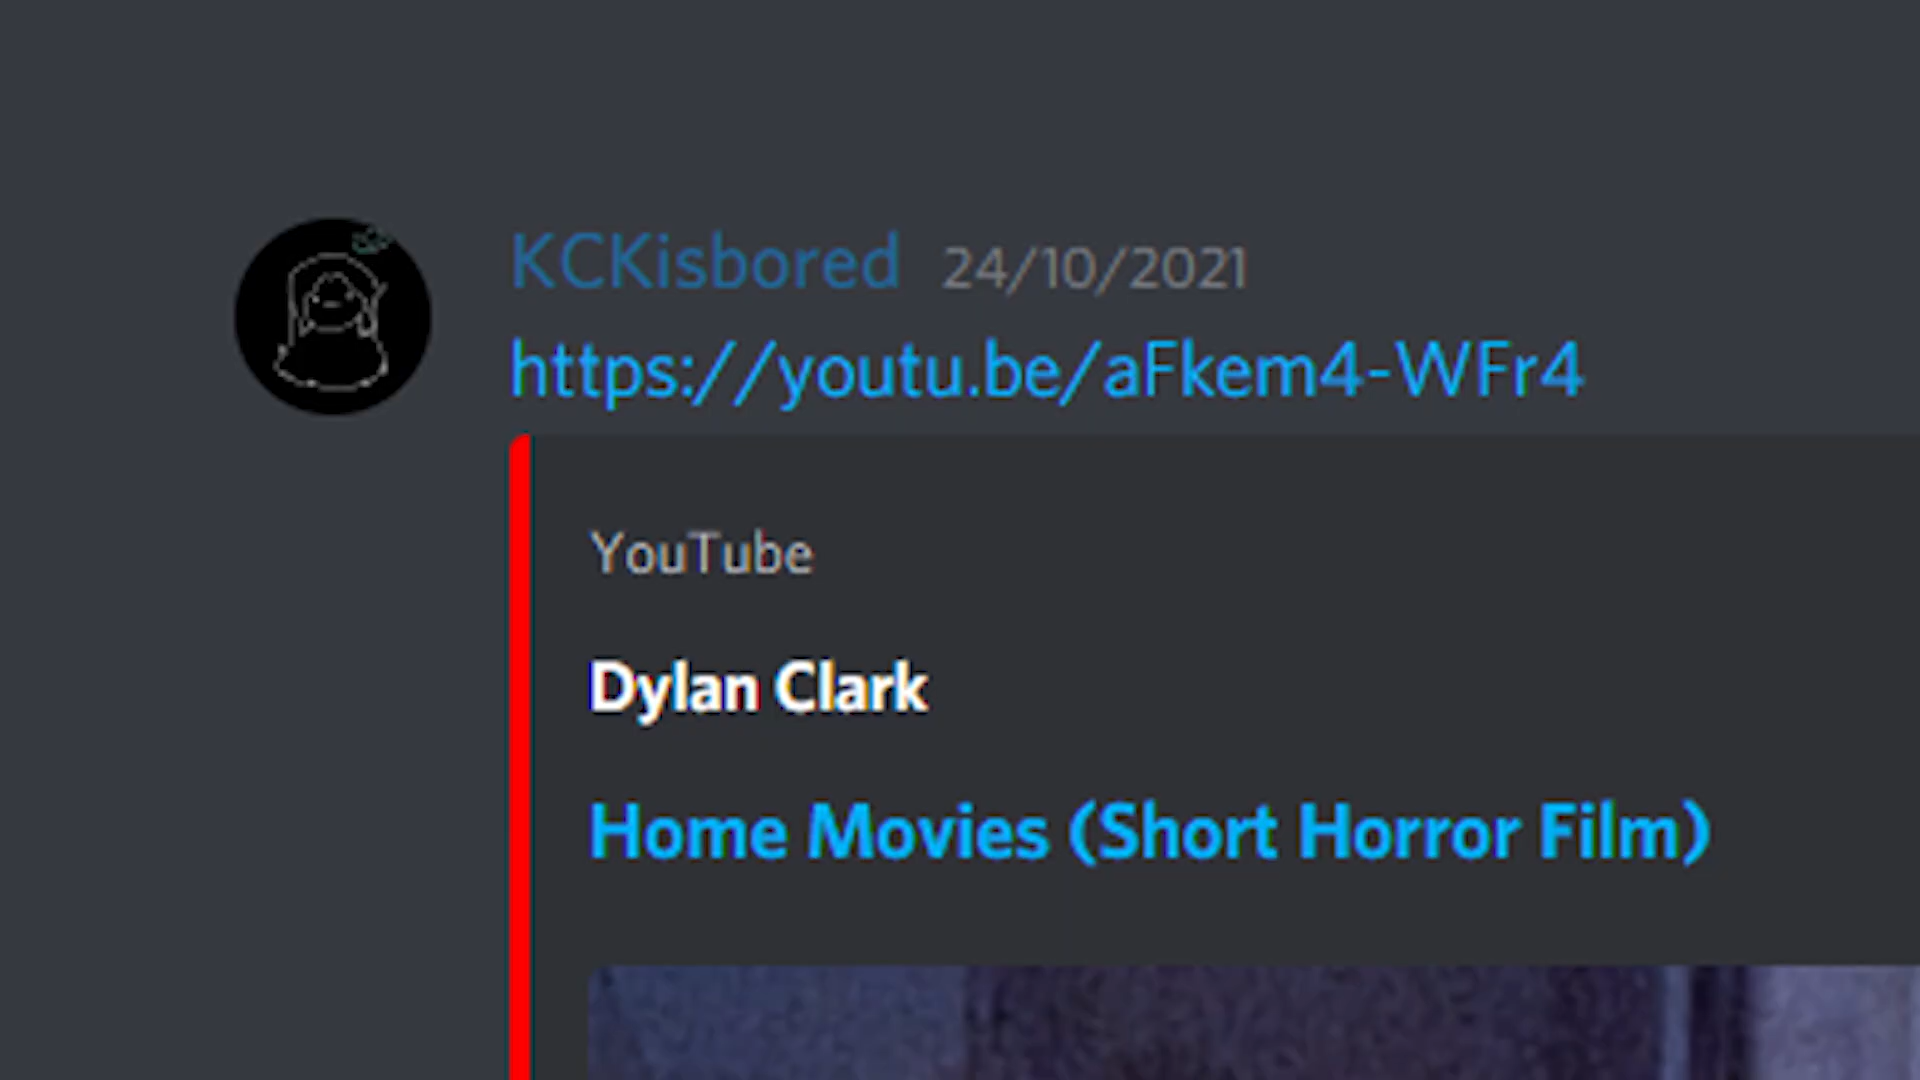 KCKisbored 24/10/2021
https://youtu.be/aFkem4-WFr4
YouTube
Dylan Clark
Home Movies (Short Horror Film)